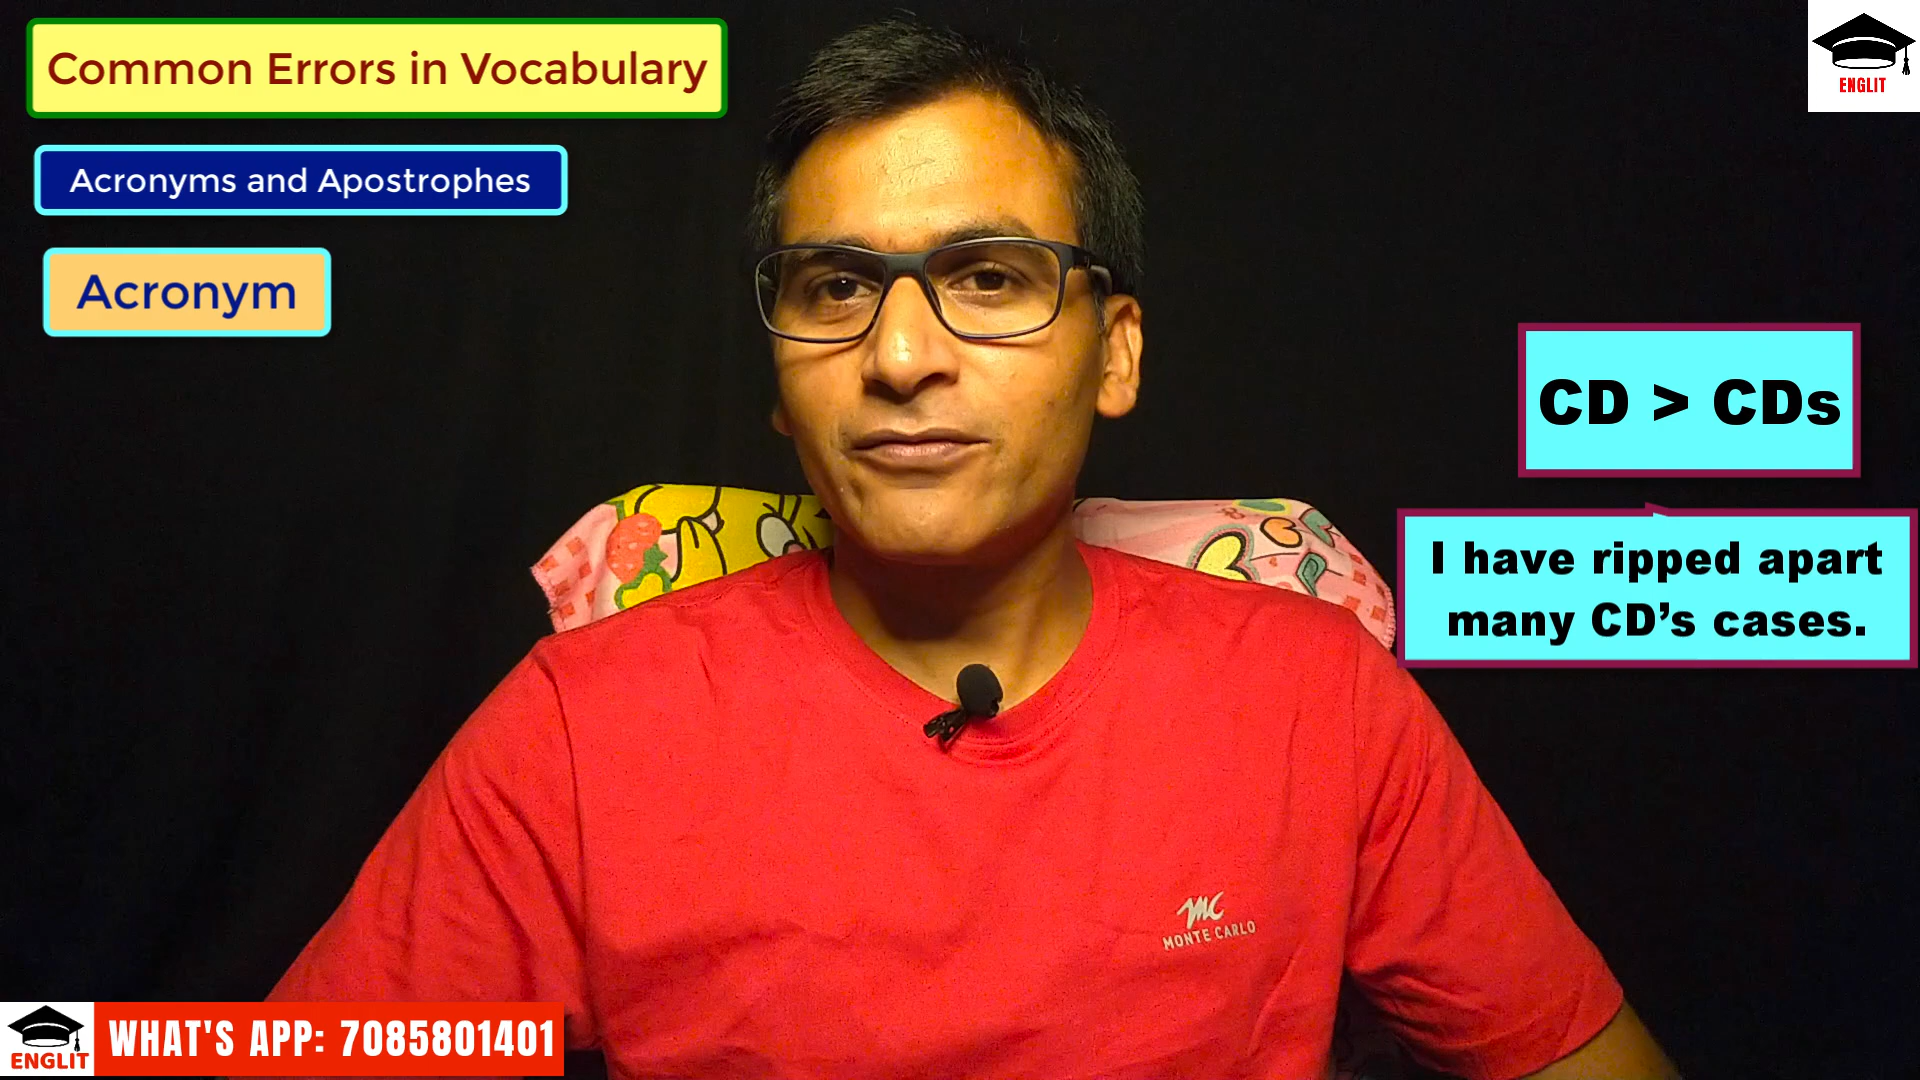 Common Errors in Vocabulary
ENGLIT
Acronyms and Apostrophes
Acronym
CD > CDs
I have ripped apart
many CD’s cases.
MC
MONTE CARLO
ENGLIT
WHAT'S APP: 7085801401